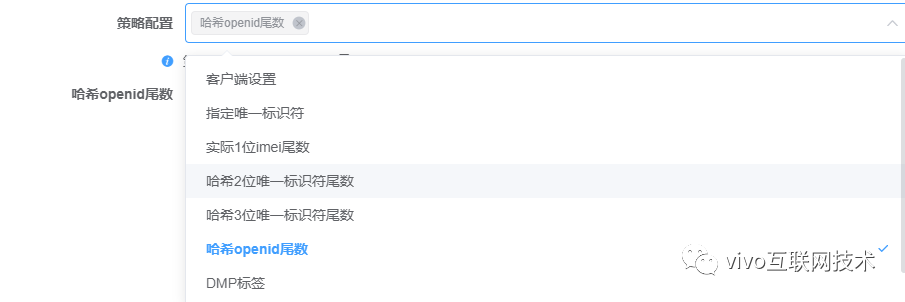 策略配置
哈希openid尾数
客户端设置
哈希openid尾数
指定唯一标识符
实际1位imei尾数
哈希2位唯一标识符尾数
哈希3位唯一标识符尾数
哈希openid尾数
DMP标签
vivo互联网技术